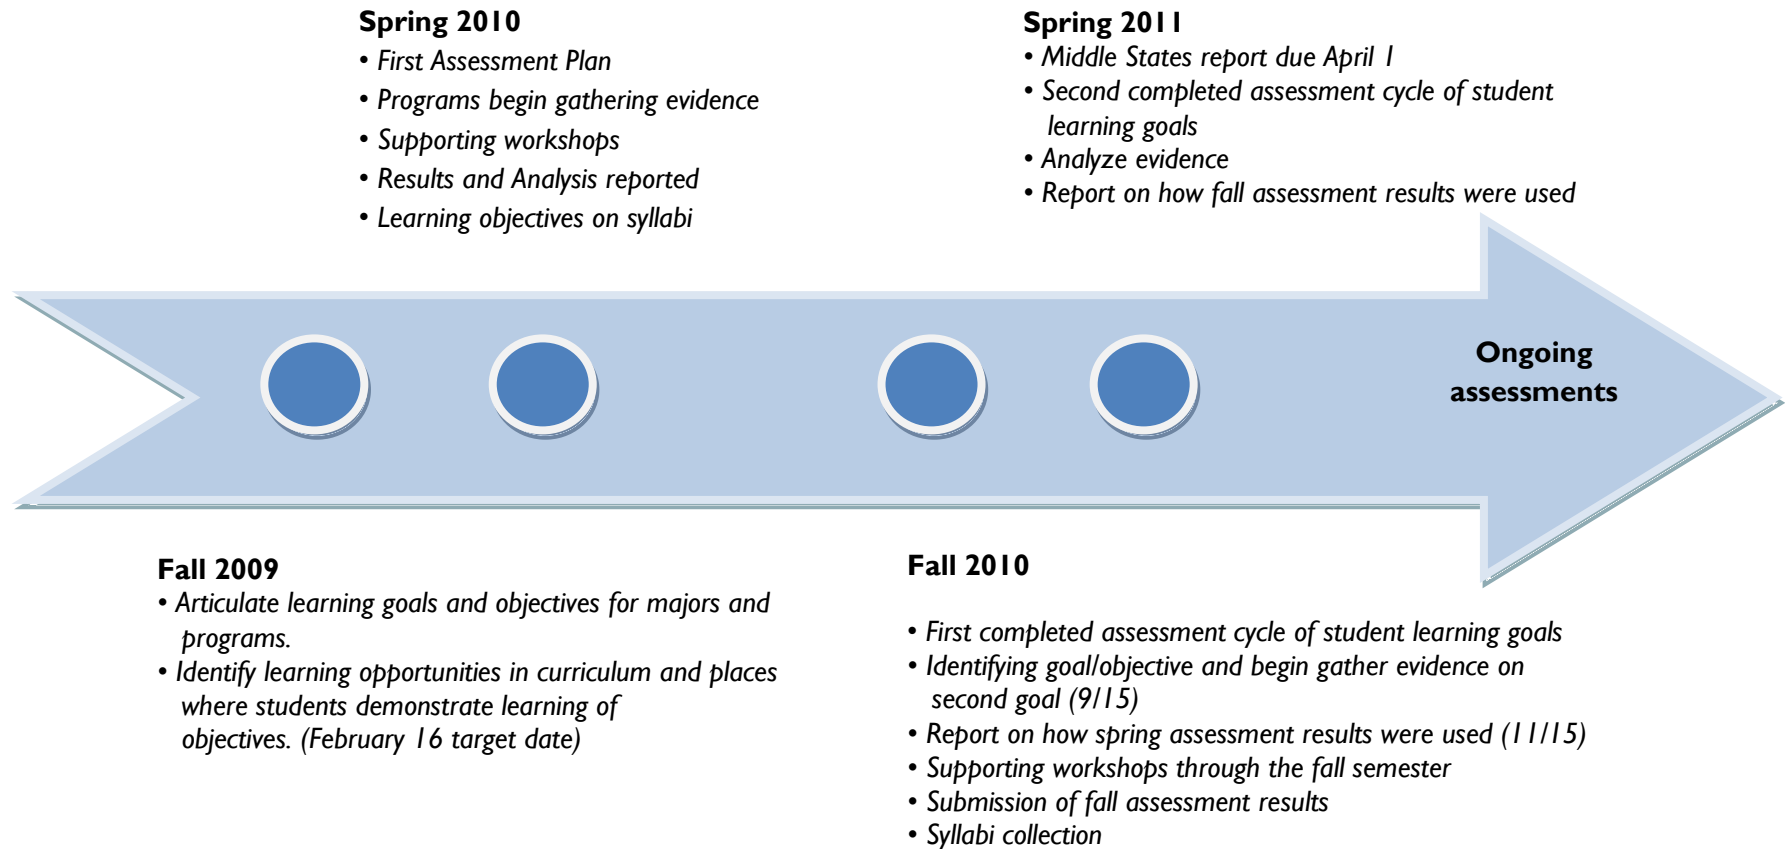 Spring 2010
• First Assessment Plan
• Programs begin gathering evidence
• Supporting workshops
• Results and Analysis reported
• Learning objectives on syllabi
Spring 2011
• Middle States report due April 1
• Second completed assessment cycle of student
learning goals
• Analyze evidence
• Report on how fall assessment results were used
Ongoing
assessments
Fall 2009
• Articulate learning goals and objectives for majors and
programs.
• Identify learning opportunities in curriculum and places
where students demonstrate learning of
objectives. (February 16 target date)
Fall 2010
• First completed assessment cycle of student learning goals
• Identifying goal/objective and begin gather evidence on
second goal (9/15)
• Report on how spring assessment results were used (11/15)
• Supporting workshops through the fall semester
• Submission of fall assessment results
• Syllabi collection